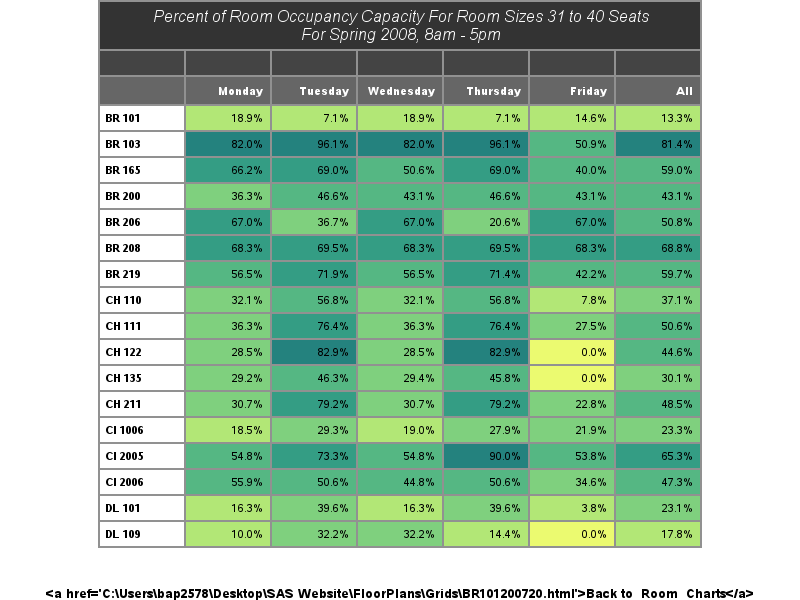 Percent of Room Occupancy Capacity For Room Sizes 31 to 40 Seats
For Spring 2008, 8am - 5pm
Monday Tuesday Wednesday Thursday Friday All
BR 101 18.9% 7.1% 18.9% 7.1% 14.6% 13.3%
BR 103 82.0% 96.1% 82.0% 96.1% 50.9% 81.4%
BR 165 66.2% 69.0% 50.6% 69.0% 40.0% 59.0%
BR 200 36.3% 46.6% 43.1% 46.6% 43.1% 43.1%
BR 206 67.0% 36.7% 67.0% 20.6% 67.0% 50.8%
BR 208 68.3% 69.5% 68.3% 69.5% 68.3% 68.8%
BR 219 56.5% 71.9% 56.5% 71.4% 42.2% 59.7%
CH 110 32.1% 56.8% 32.1% 56.8% 7.8% 37.1%
CH 111 36.3% 76.4% 36.3% 76.4% 27.5% 50.6%
CH 122 28.5% 82.9% 28.5% 82.9% 0.0% 44.6%
CH 135 29.2% 46.3% 29.4% 45.8% 0.0% 30.1%
CH 211 30.7% 79.2% 30.7% 79.2% 22.8% 48.5%
CI 1006 18.5% 29.3% 19.0% 27.9% 21.9% 23.3%
CI 2005 54.8% 73.3% 54.8% 90.0% 53.8% 65.3%
CI 2006 55.9% 50.6% 44.8% 50.6% 34.6% 47.3%
DL 101 16.3% 39.6% 16.3% 39.6% 3.8% 23.1%
DL 109 10.0% 32.2% 32.2% 14.4% 0.0% 17.8%
<a href='C:\Users\bap2578\Desktop\SAS Website\FloorPlans\Grids\BR101200720.html'>Back to Room Charts</a>